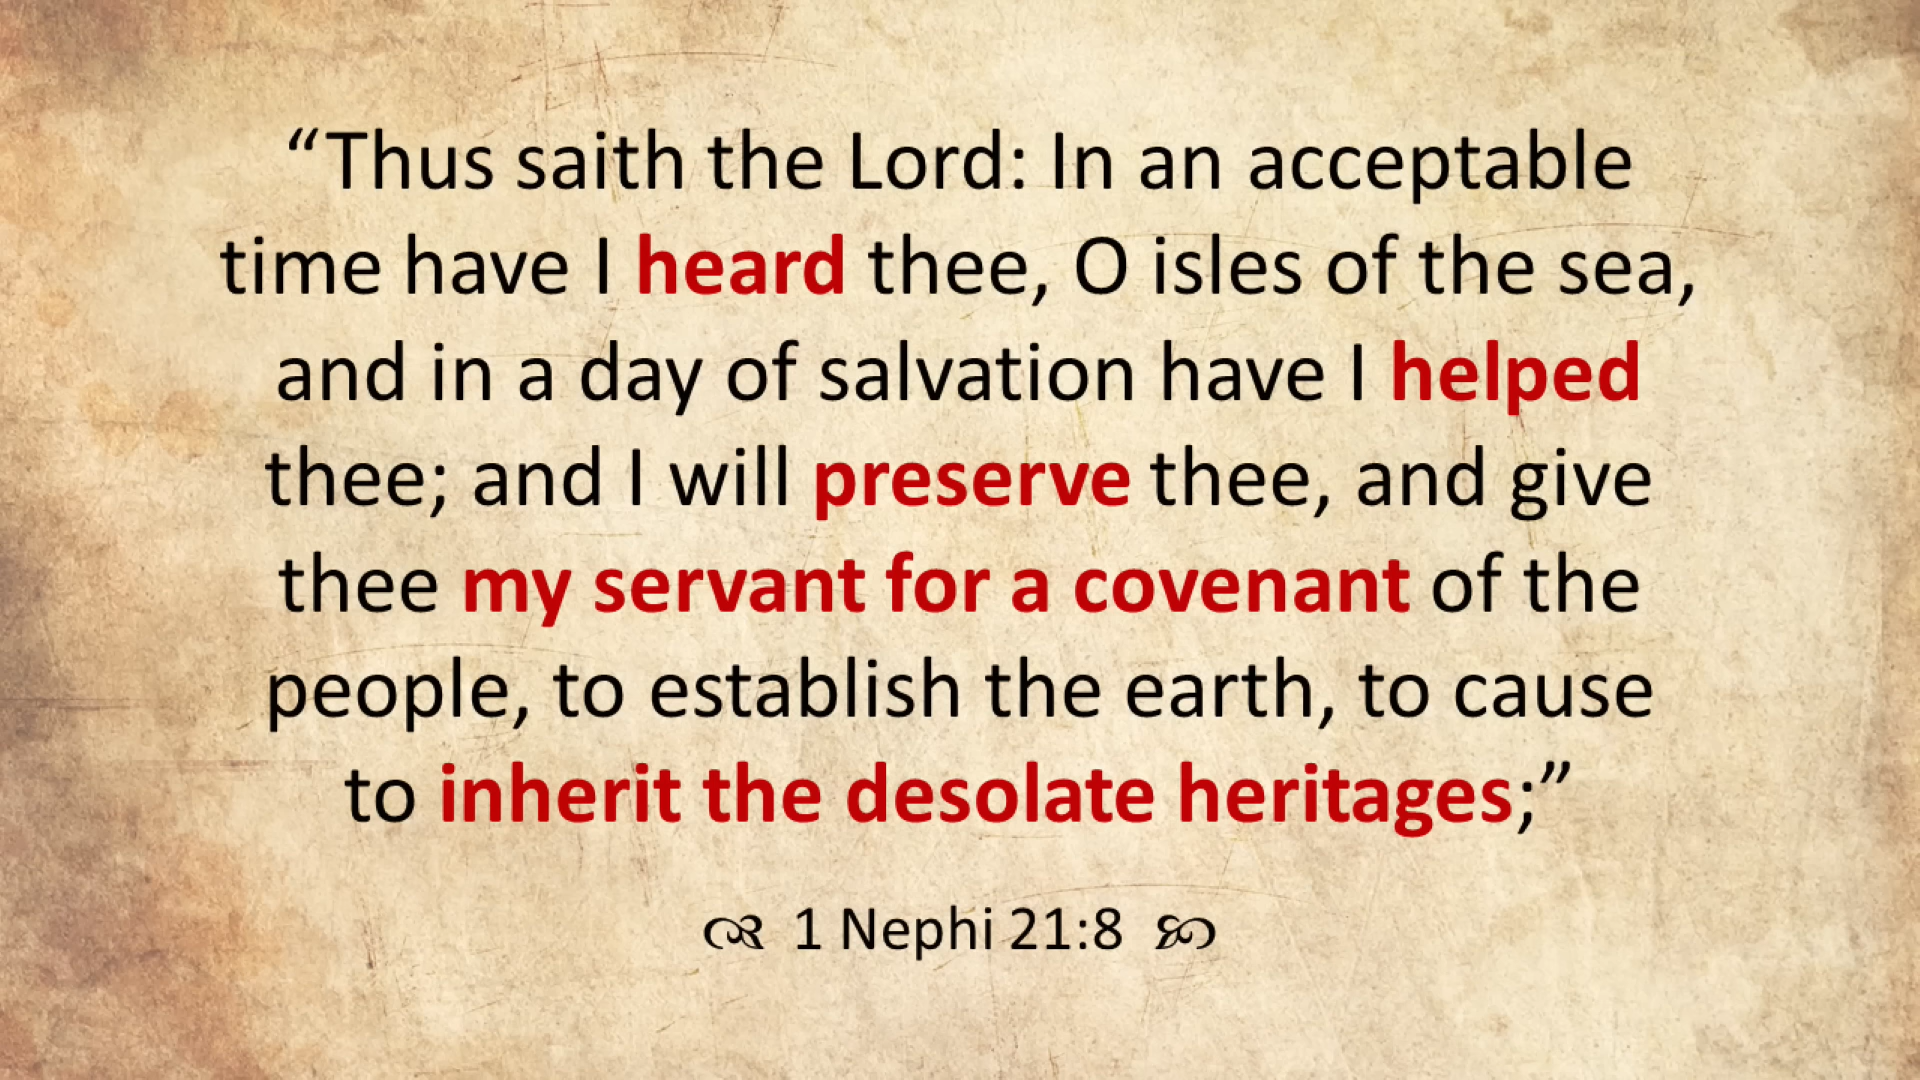 “Thus saith the Lord: In an acceptable
time have I heard thee, O isles of the sea,
and in a day of salvation have I helped
thee; and I will preserve thee, and give
thee my servant for a covenant of the
people, to establish the earth, to cause
to inherit the desolate heritages;”
1 Nephi 21:8